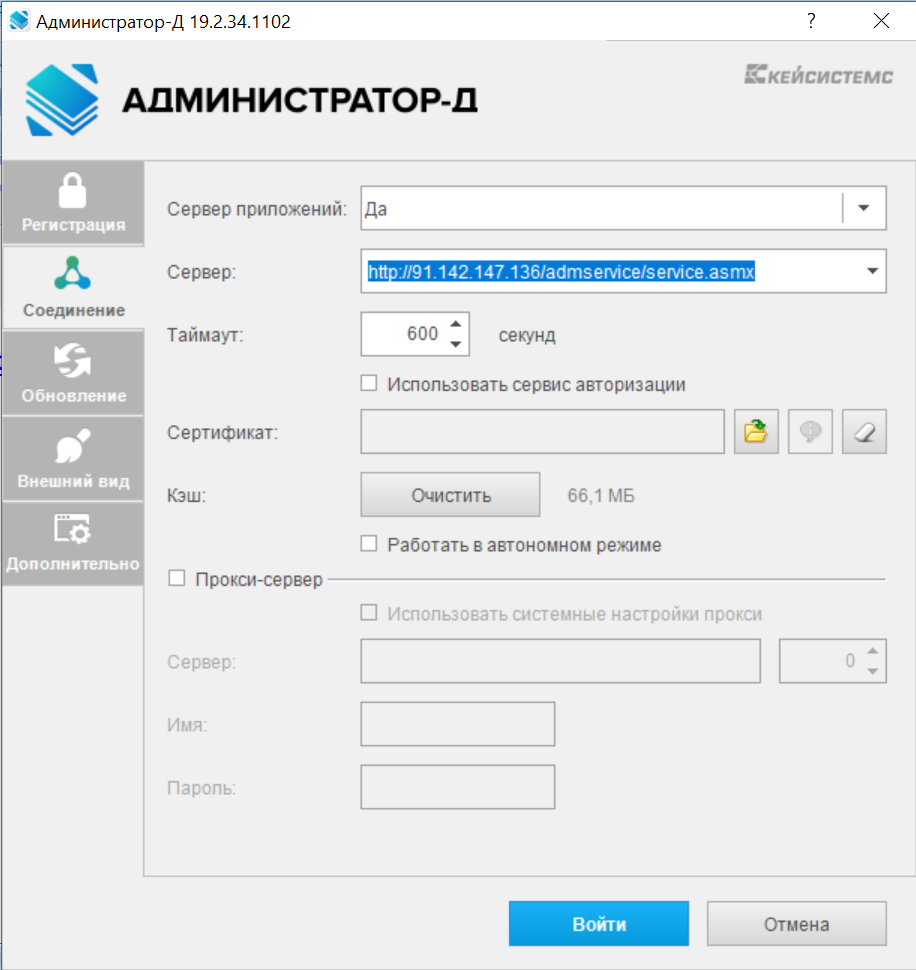 Администратор-Д 19.2.34.1102
?
КЕЙСИСТЕМС
АДМИНИСТРАТОР-Д
Регистрация
Соединение
Обновление
Внешний вид
Дополнительно
Сервер приложений: Да
Сервер: http://91.142.147.136/admservice/service.asmx
Таймаут: 600 секунд
Использовать сервис авторизации
Сертификат:
Кэш: Очистить 66,1 МБ
Работать в автономном режиме
Прокси-сервер
Использовать системные настройки прокси
Сервер: 0
Имя:
Пароль:
Войти Отмена